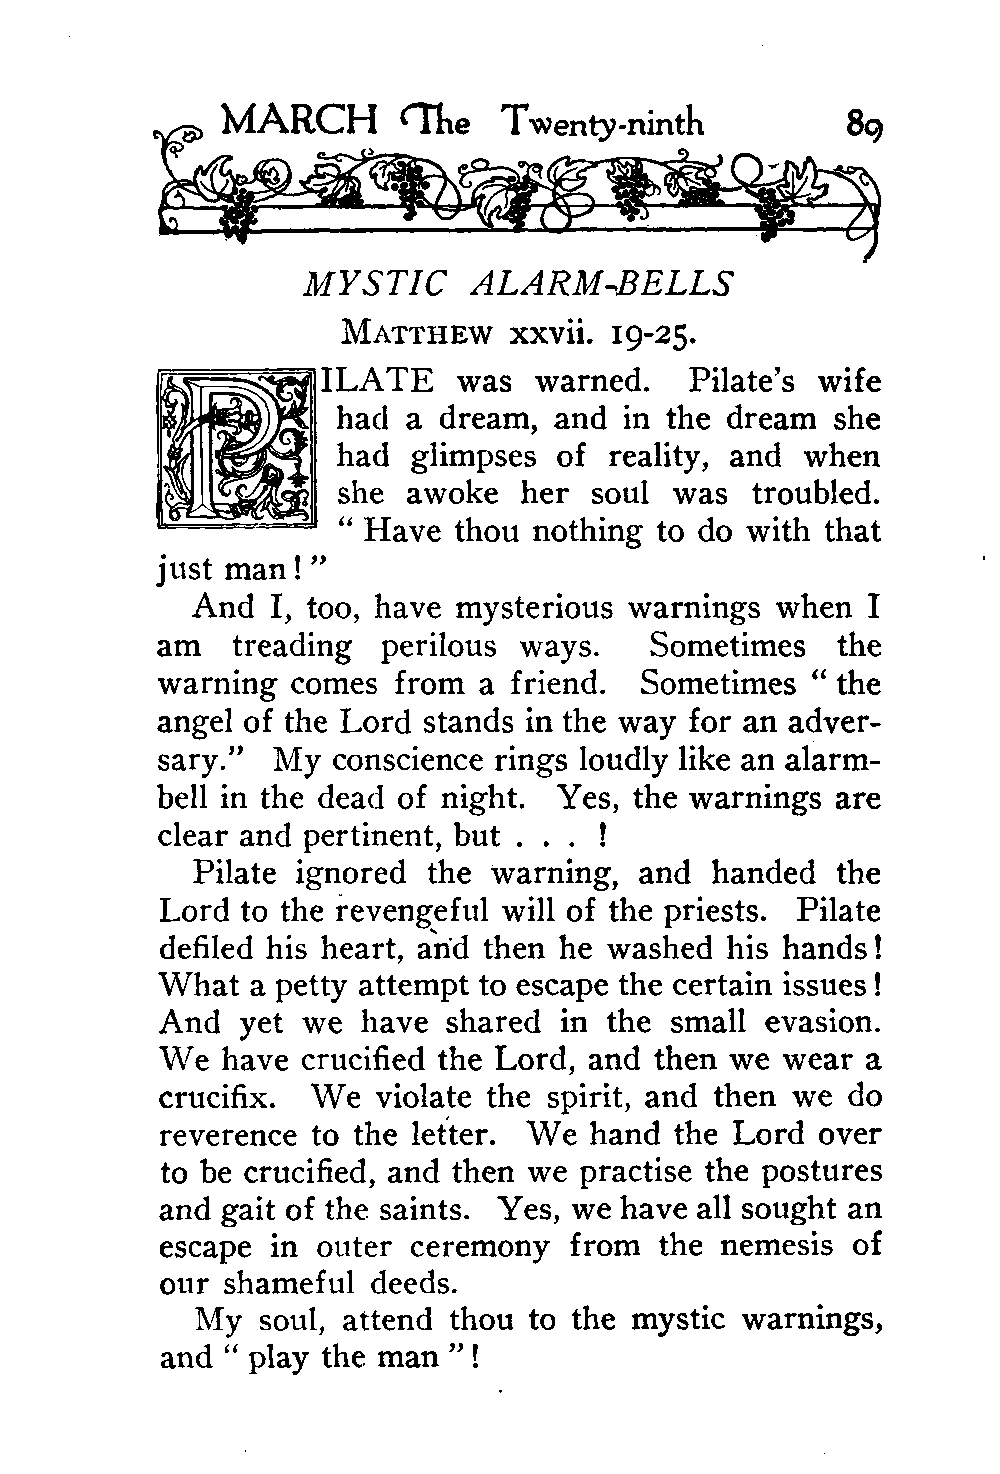 MARCH The Twenty-ninth 89
MYSTIC ALARM-BELLS
MATTHEW xxvii. 19-25.
PILATE was warned. Pilate's wife
had a dream, and in the dream she
had glimpses of reality, and when
she awoke her soul was troubled.
“ Have thou nothing to do with that
just man ! ”
And I, too, have mysterious warnings when I
am treading perilous ways. Sometimes the
warning comes from a friend. Sometimes “ the
angel of the Lord stands in the way for an adver-
sary.” My conscience rings loudly like an alarm-
bell in the dead of night. Yes, the warnings are
clear and pertinent, but . . . !
Pilate ignored the warning, and handed the
Lord to the revengeful will of the priests. Pilate
defiled his heart, and then he washed his hands !
What a petty attempt to escape the certain issues !
And yet we have shared in the small evasion.
We have crucified the Lord, and then we wear a
crucifix. We violate the spirit, and then we do
reverence to the letter. We hand the Lord over
to be crucified, and then we practise the postures
and gait of the saints. Yes, we have all sought an
escape in outer ceremony from the nemesis of
our shameful deeds.
My soul, attend thou to the mystic warnings,
and “ play the man ” !